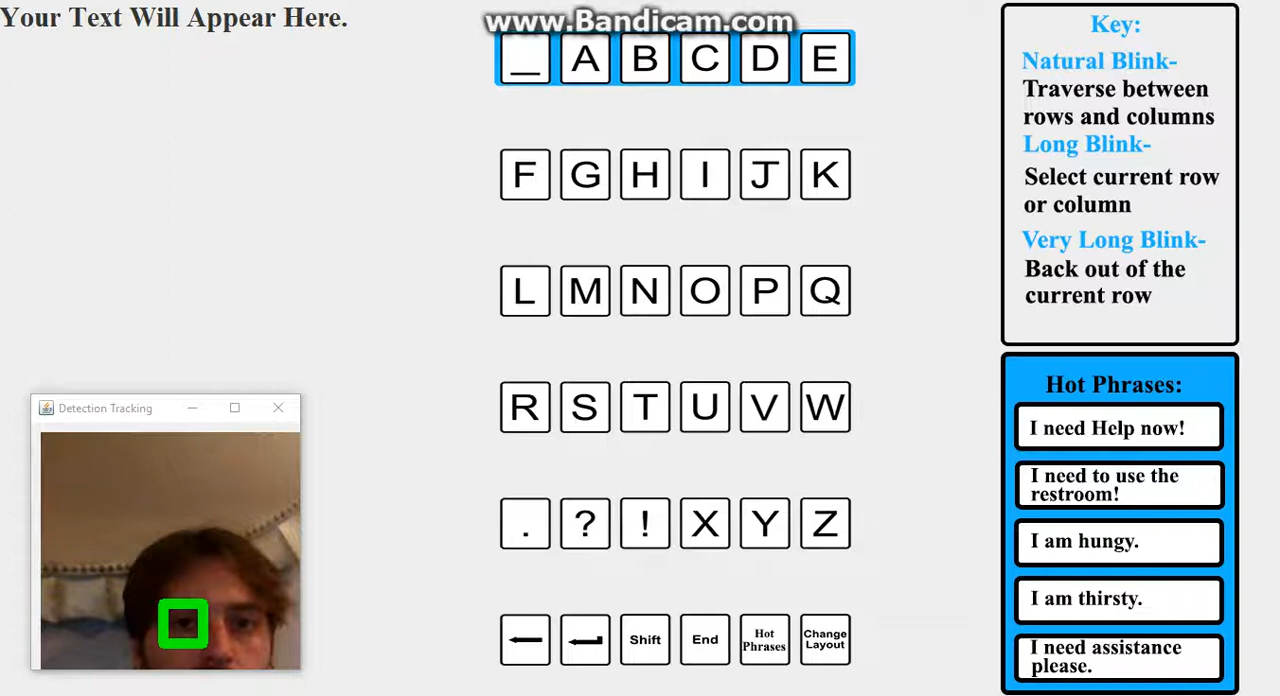 Your Text Will Appear Here.
www.Bandicam.com
_ A B C D E
F G H I J K
L M N O P Q
R S T U V W
. ? ! X Y Z
Shift End Hot Phrases Change Layout
Key:
Natural Blink-
Traverse between
rows and columns
Long Blink-
Select current row
or column
Very Long Blink-
Back out of the
current row
Hot Phrases:
I need Help now!
I need to use the
restroom!
I am hungy.
I am thirsty.
I need assistance
please.
Detection Tracking